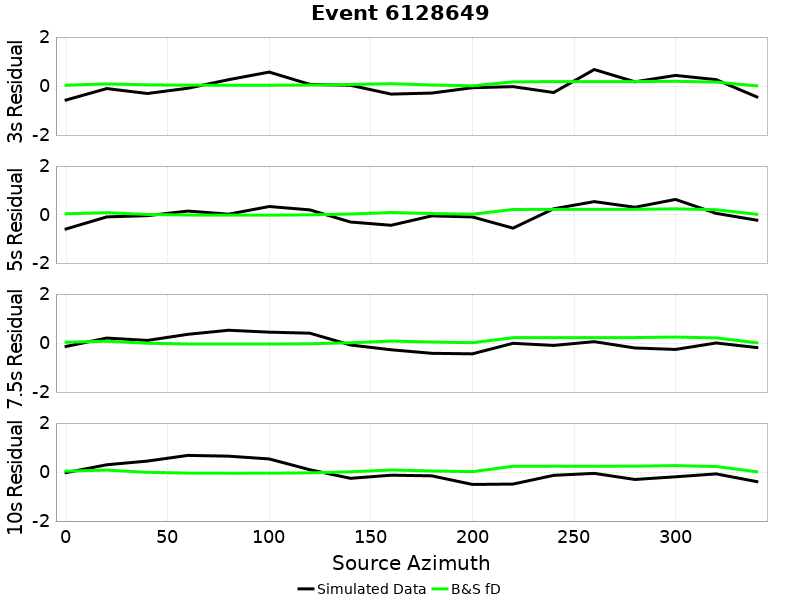 Event 6128649
3s Residual
2
0
-2
5s Residual
2
0
-2
7.5s Residual
2
0
-2
10s Residual
2
0
-2
0 50 100 150 200 250 300
Source Azimuth
Simulated Data B&S fD